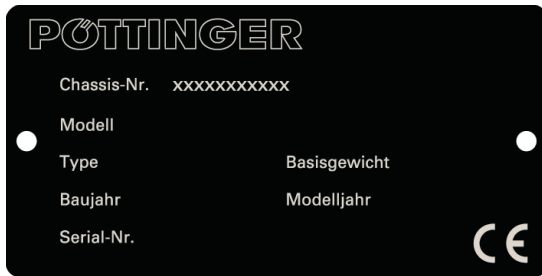 PÖTTINGER
Chassis-Nr. xxxxxxxxxxx
Modell
Type Basisgewicht
Baujahr Modelljahr
Serial-Nr.
CE